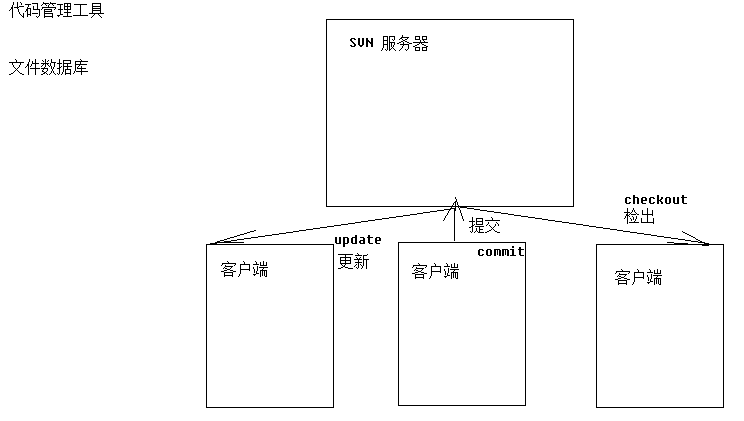 代码管理工具
文件数据库
SVN 服务器
checkout
检出
提交
update
更新
commit
客户端
客户端
客户端